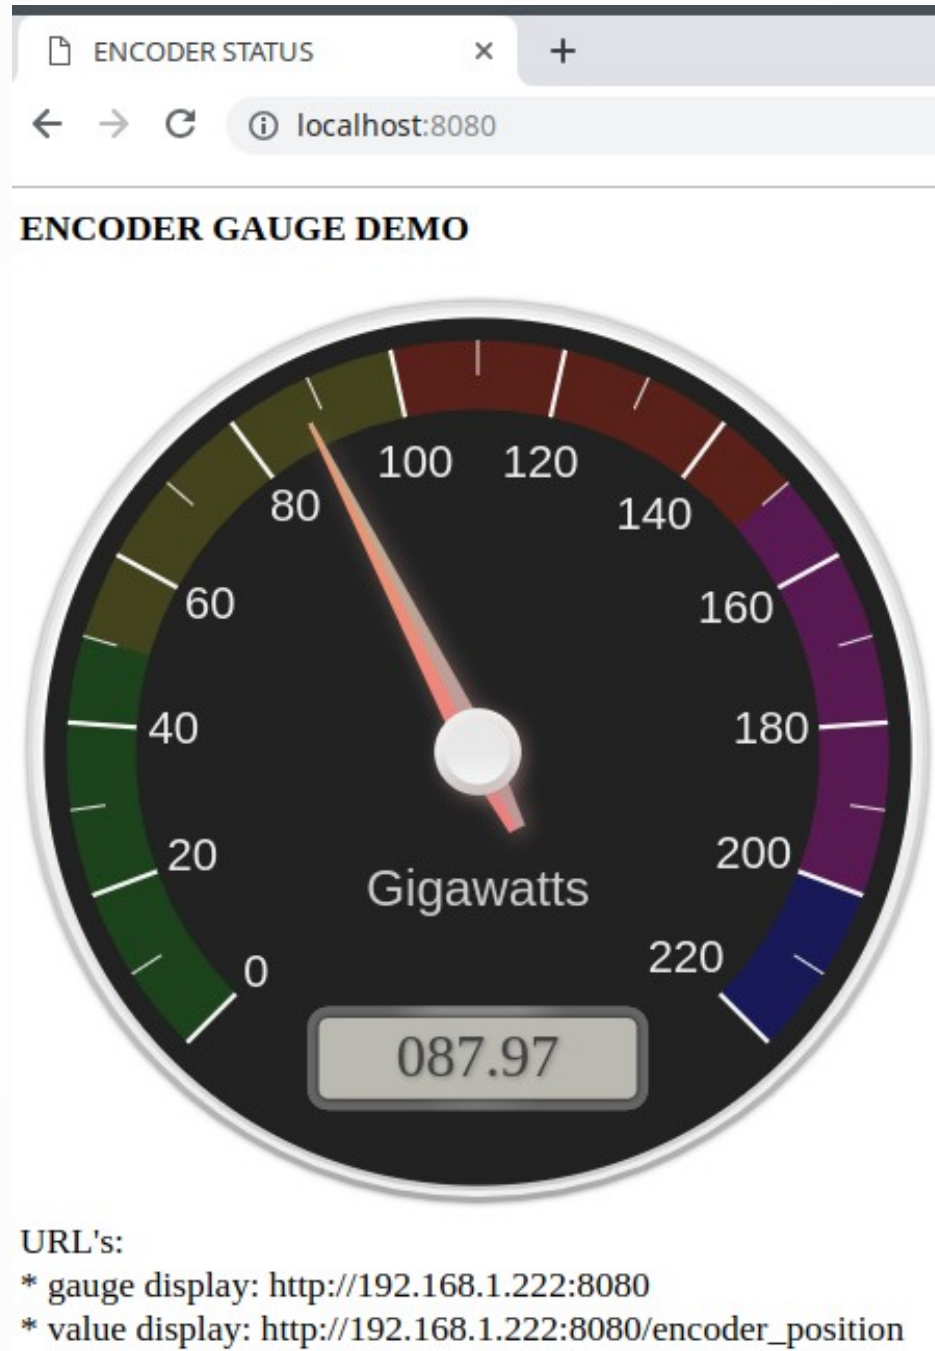 ENCODER STATUS
localhost:8080
ENCODER GAUGE DEMO
0
20
40
60
80
100
120
140
160
180
200
220
Gigawatts
087.97
URL's:
* gauge display: http://192.168.1.222:8080
* value display: http://192.168.1.222:8080/encoder_position